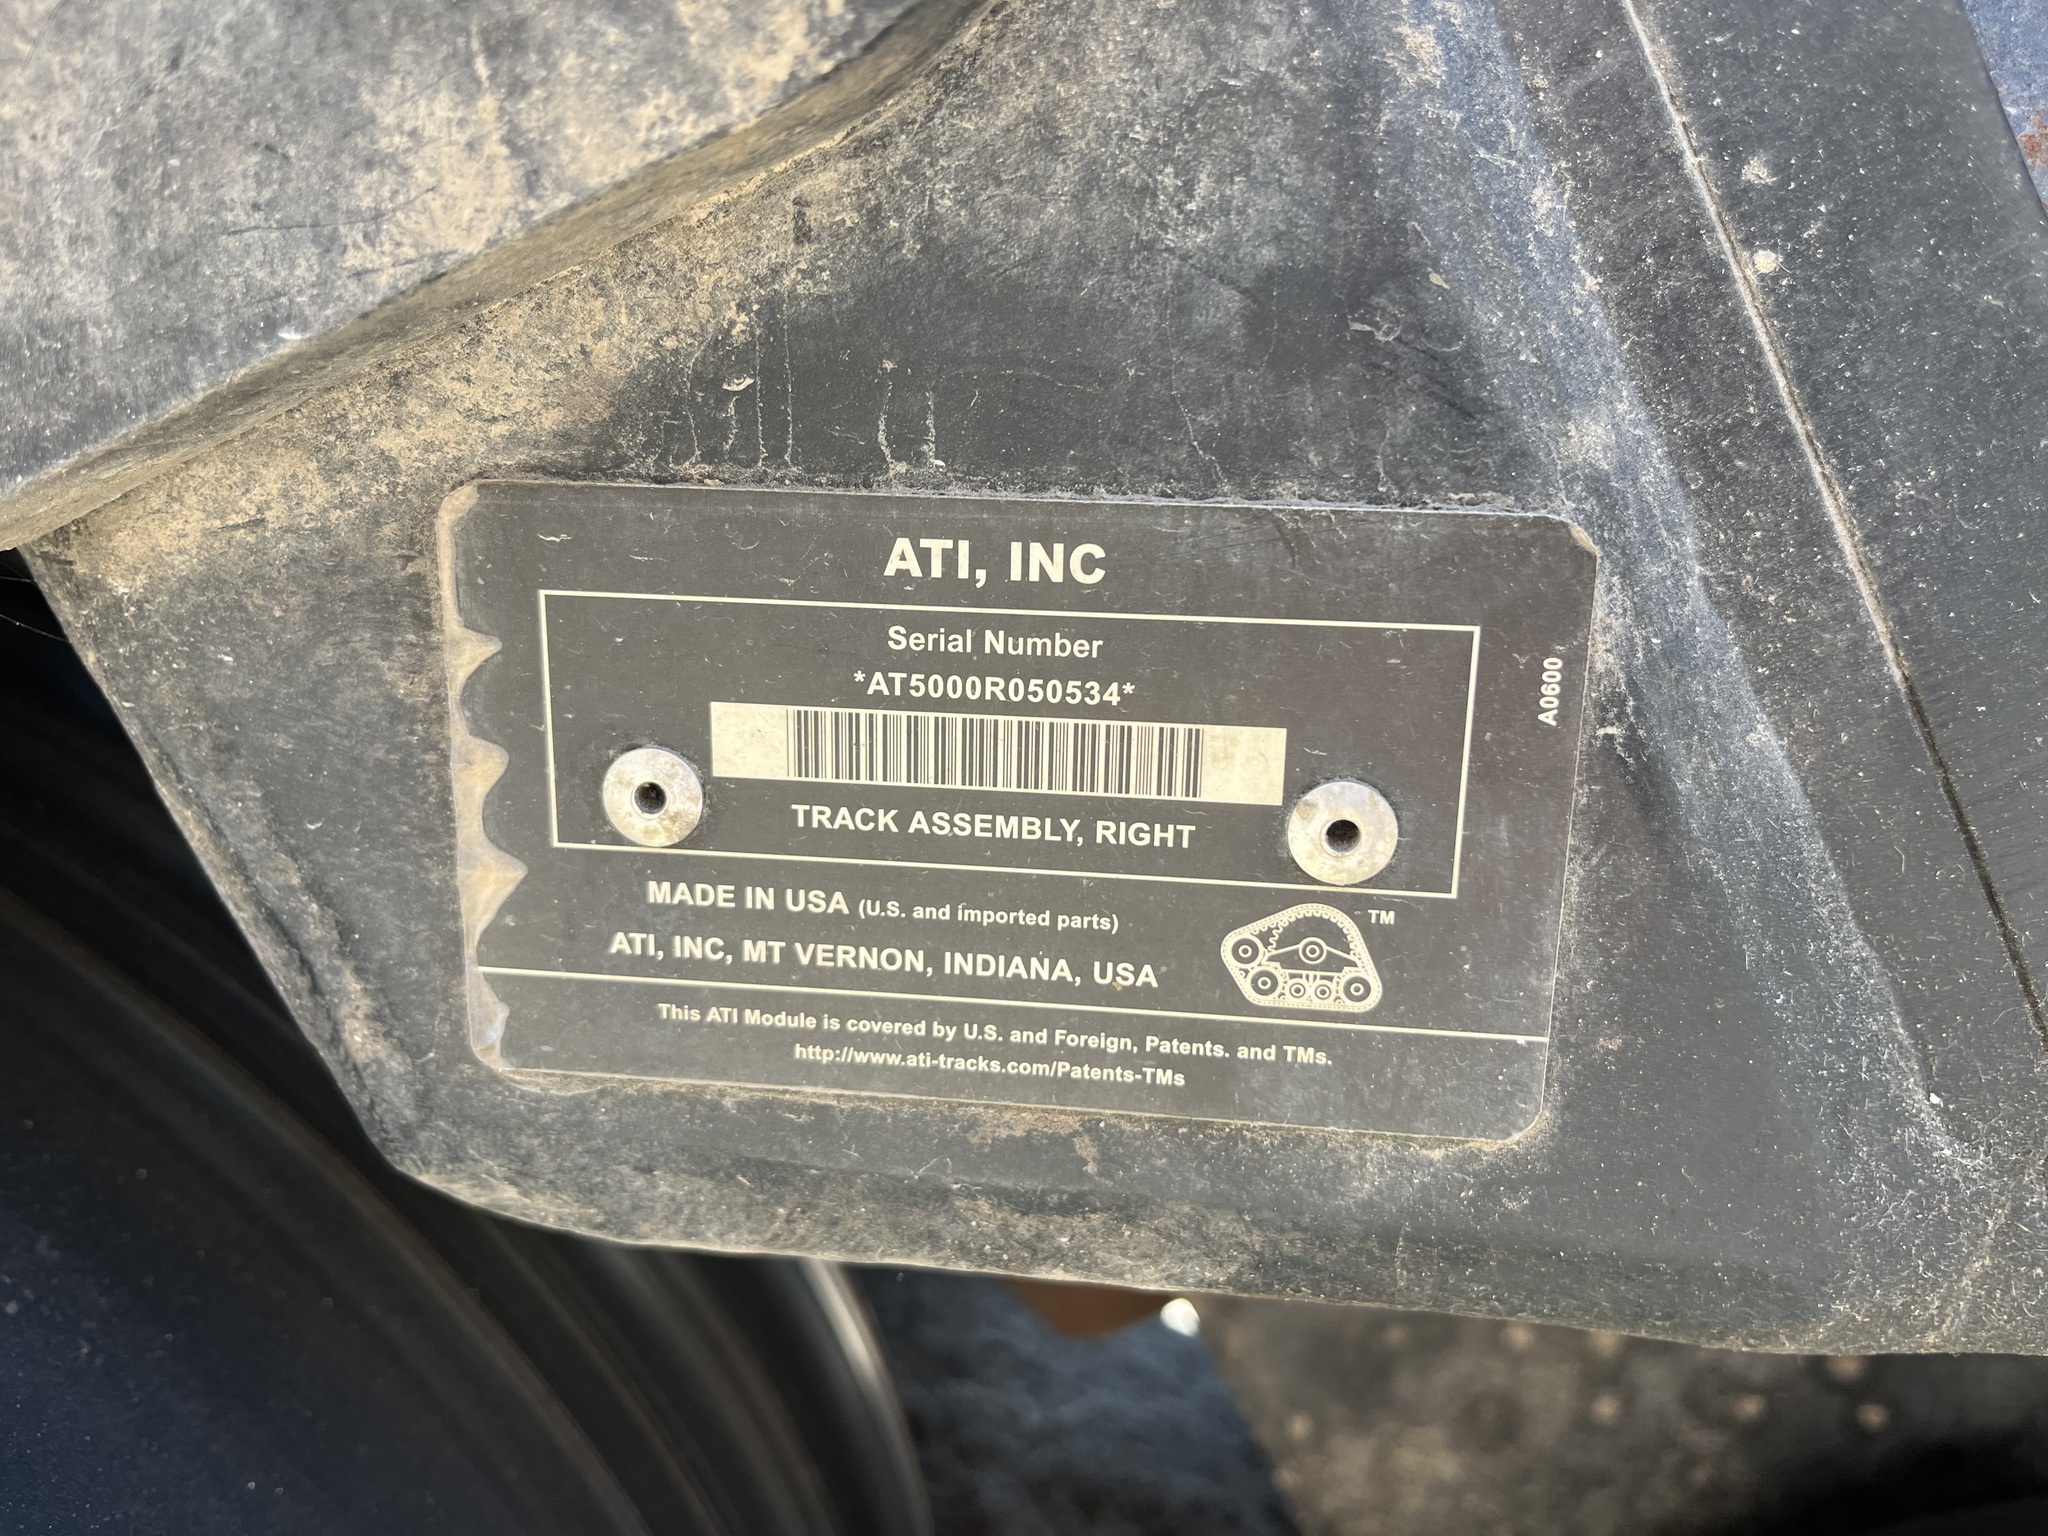 ATI, INC
Serial Number
*AT5000R050534*
TRACK ASSEMBLY, RIGHT
A0600
MADE IN USA (U.S. and imported parts)
ATI, INC, MT VERNON, INDIANA, USA
TM
This ATI Module is covered by U.S. and Foreign, Patents. and TMs.
http://www.ati-tracks.com/Patents-TMs